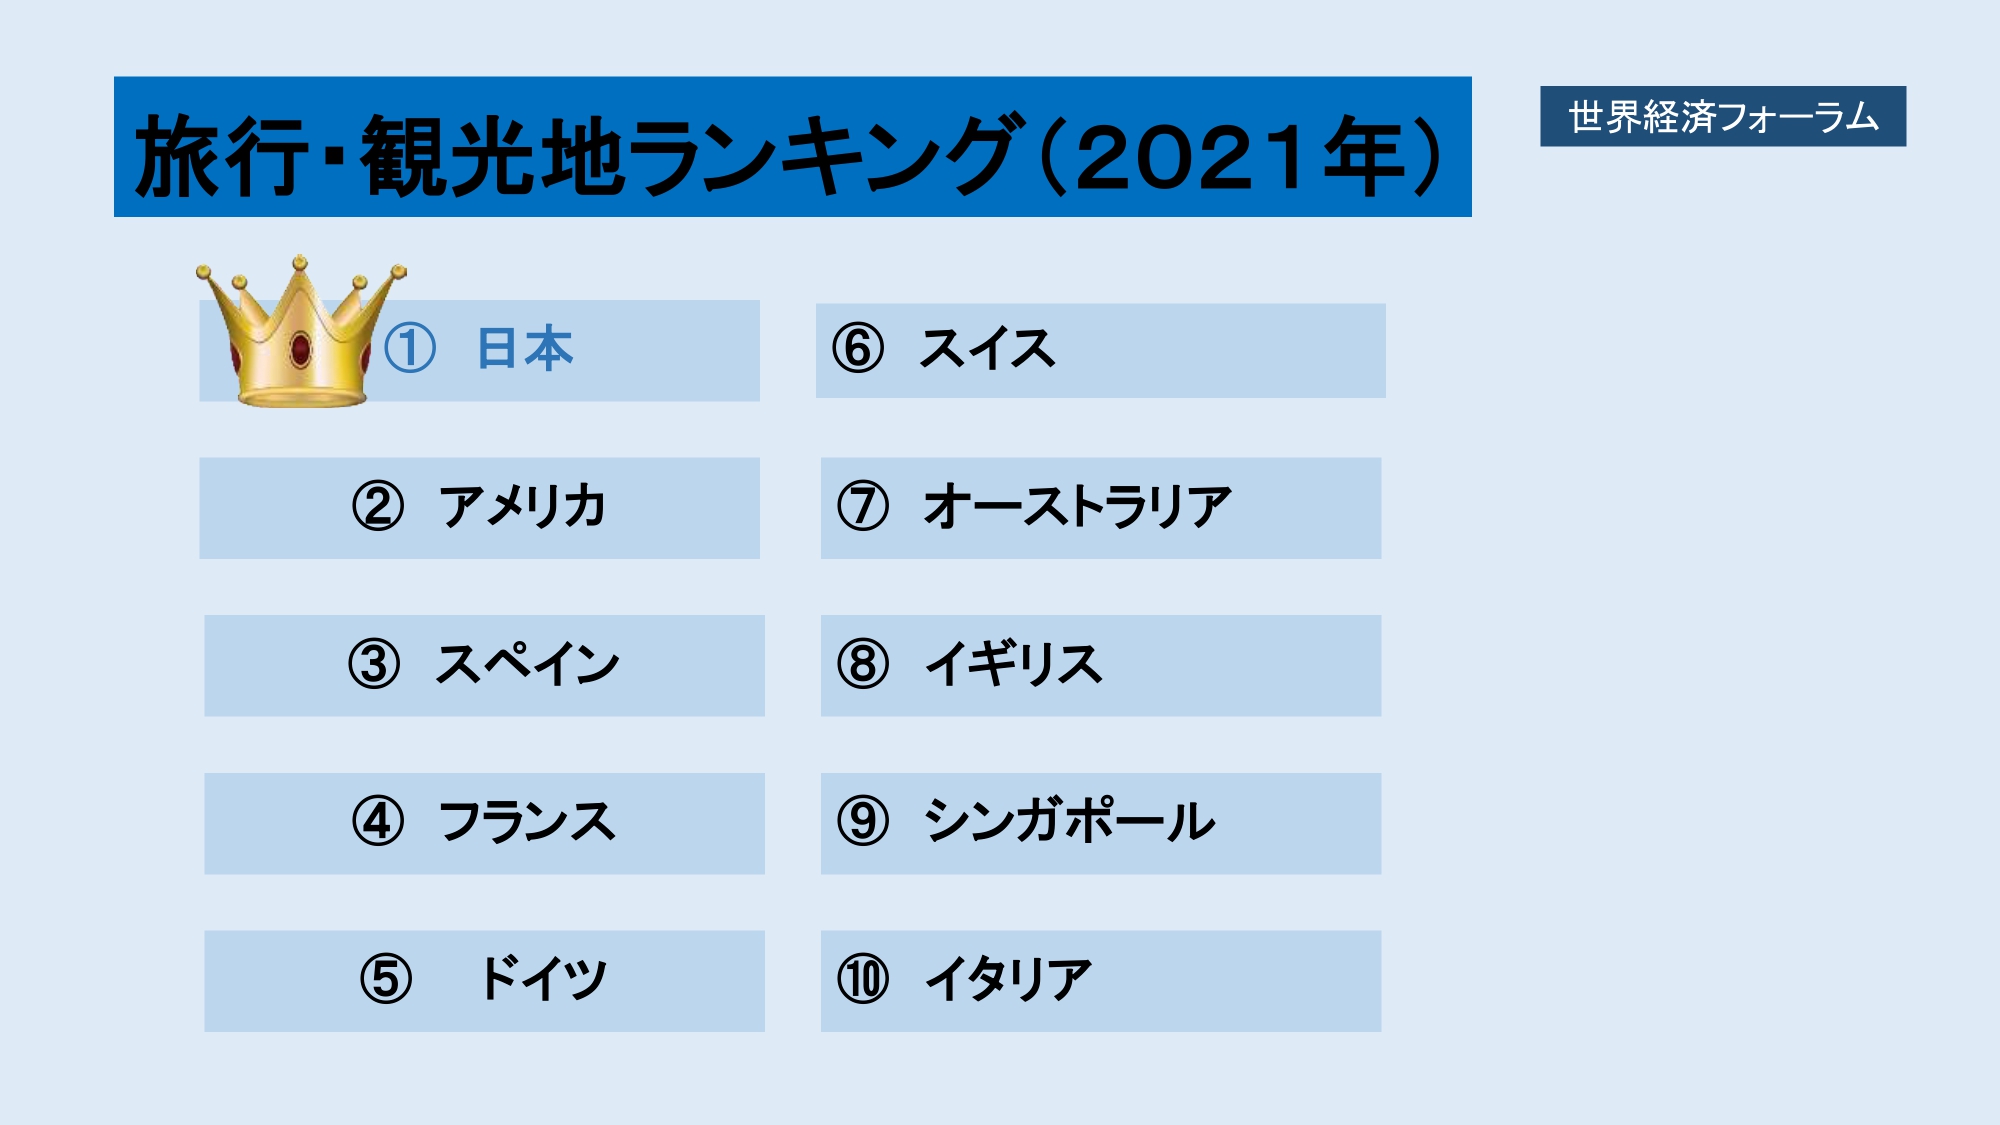 旅行・観光地ランキング（2021年）
世界経済フォーラム
① 日本
② アメリカ
③ スペイン
④ フランス
⑤ ドイツ
⑥ スイス
⑦ オーストラリア
⑧ イギリス
⑨ シンガポール
⑩ イタリア